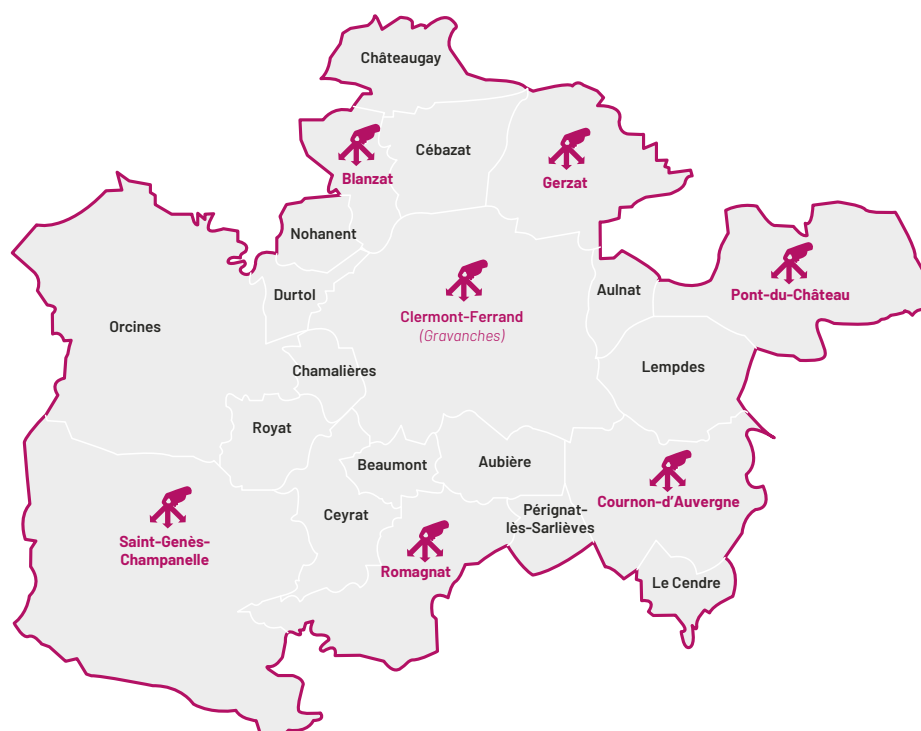 Châteaugay
Cébazat
Blanzat
Gerzat
Nohanent
Durtol
Aulnat
Pont-du-Château
Clermont-Ferrand
(Gravanches)
Orcines
Chamalières
Lempdes
Royat
Beaumont
Aubière
Cournon-d'Auvergne
Ceyrat
Pérignat-
lès-Sarlièves
Saint-Genès-
Champanelle
Romagnat
Le Cendre